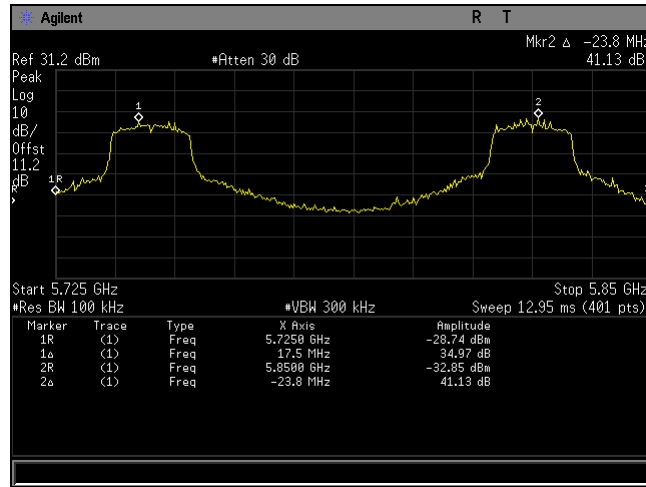 Agilent R T
Mkr2 Δ -23.8 MHz
Ref 31.2 dBm #Atten 30 dB 41.13 dB
Peak
Log
10
dB/
Offst
11.2
dB
1
2
1R
Start 5.725 GHz Stop 5.85 GHz
#Res BW 100 kHz #VBW 300 kHz Sweep 12.95 ms (401 pts)
Marker Trace Type X Axis Amplitude
1R (1) Freq 5.7250 GHz -28.74 dBm
1Δ (1) Freq 17.5 MHz 34.97 dB
2R (1) Freq 5.8500 GHz -32.85 dBm
2Δ (1) Freq -23.8 MHz 41.13 dB